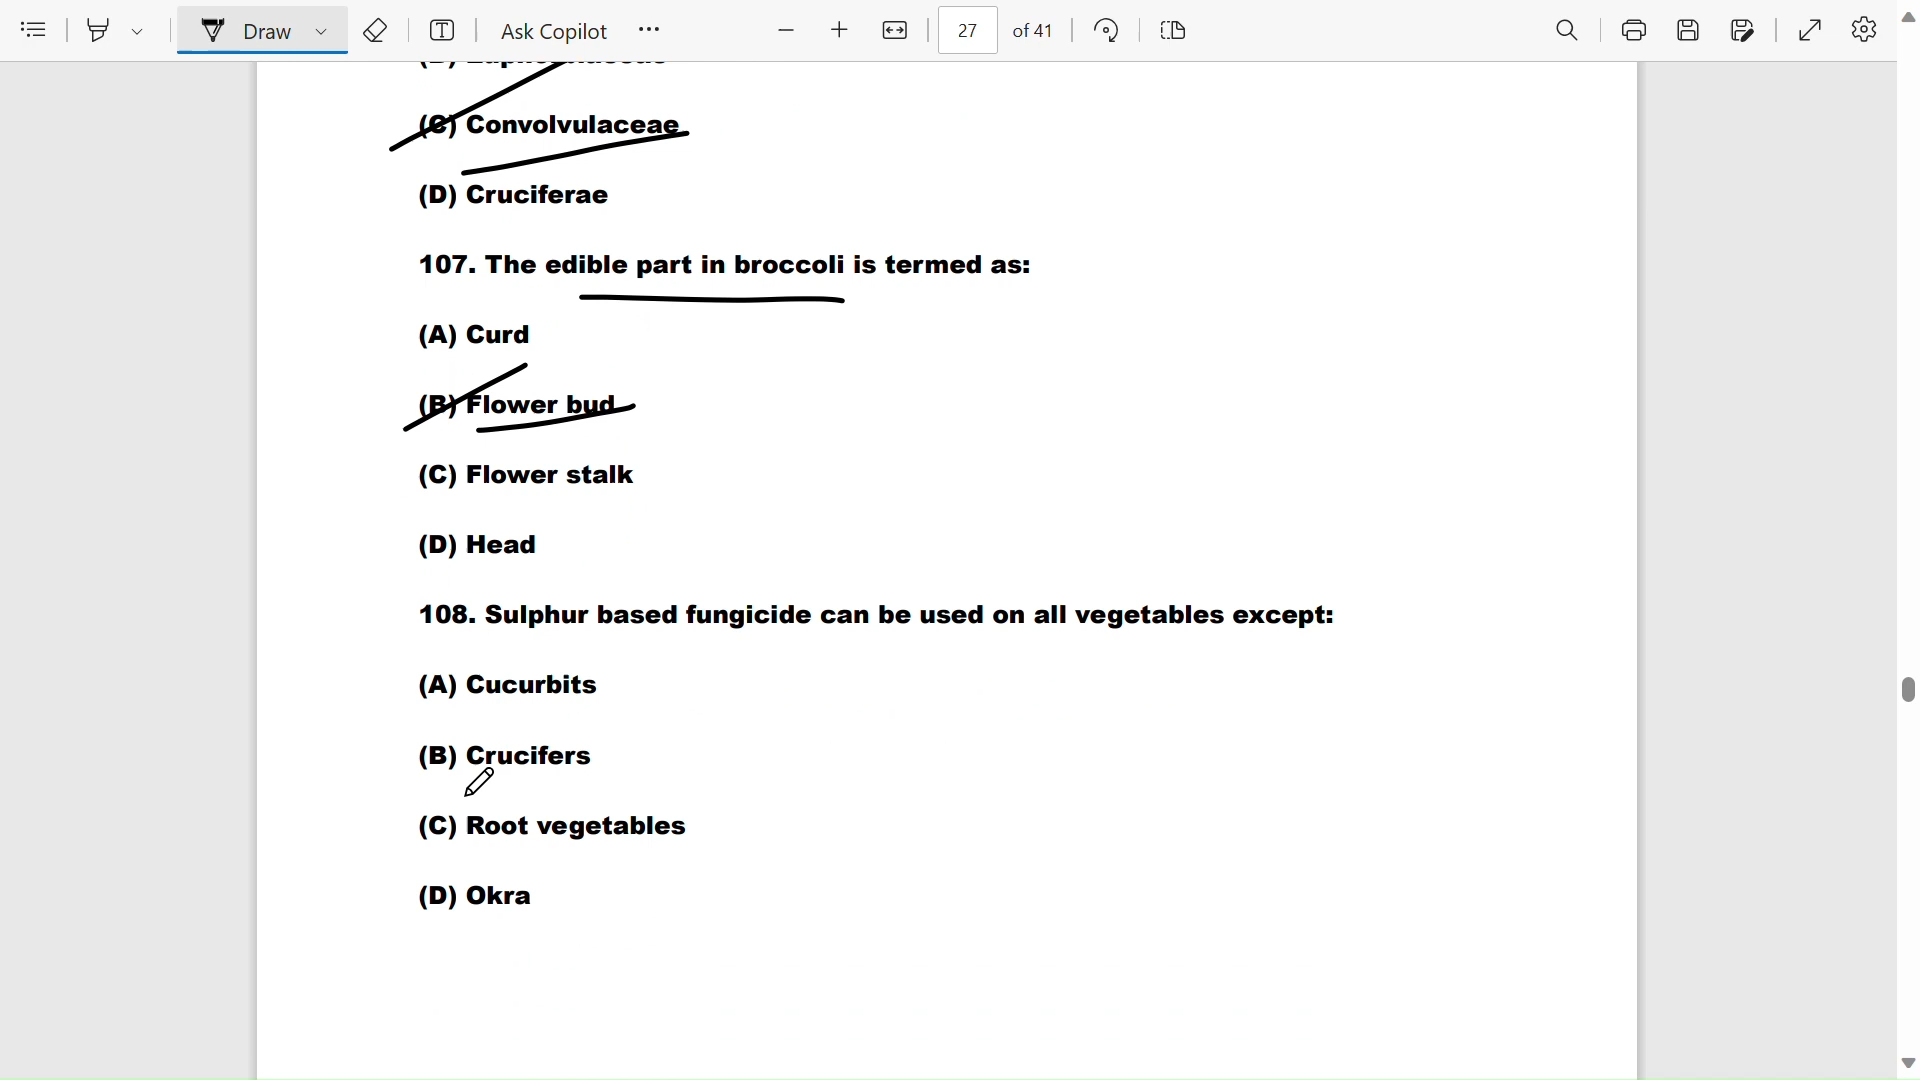 Draw
Ask Copilot
27 of 41
(C) Convolvulaceae
(D) Cruciferae
107. The edible part in broccoli is termed as:
(A) Curd
(B) Flower bud
(C) Flower stalk
(D) Head
108. Sulphur based fungicide can be used on all vegetables except:
(A) Cucurbits
(B) Crucifers
(C) Root vegetables
(D) Okra